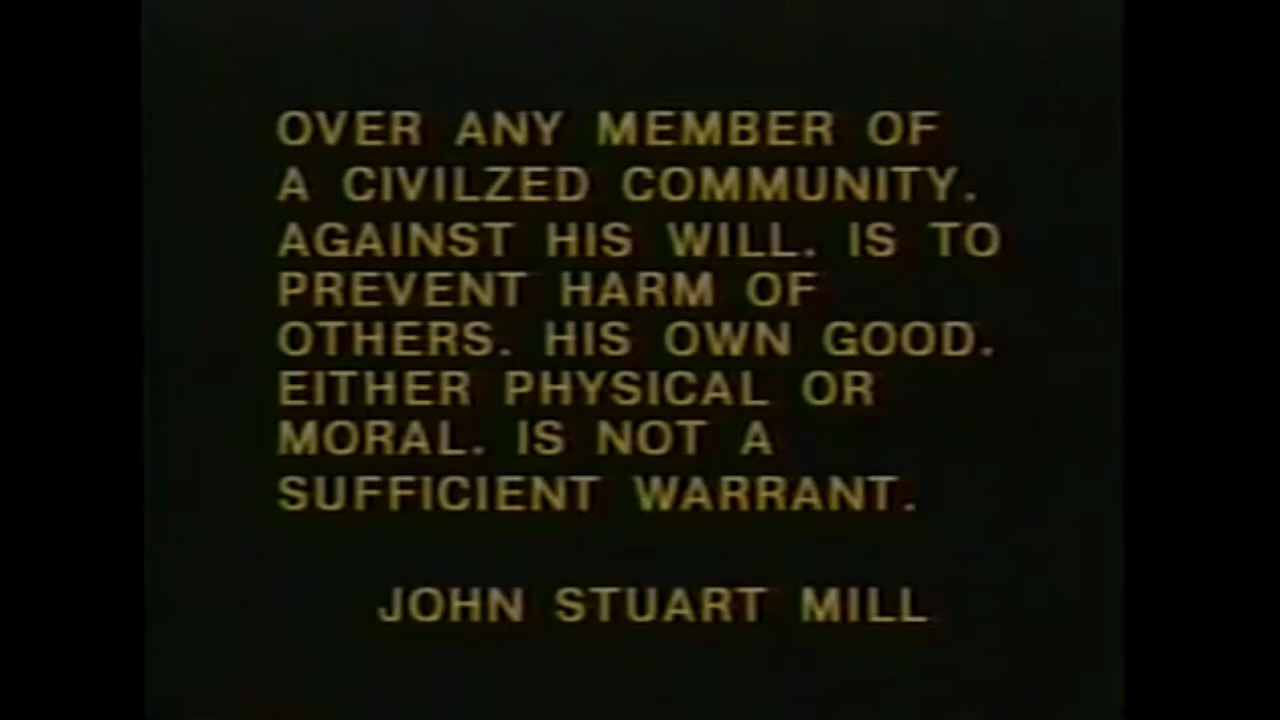 OVER ANY MEMBER OF
A CIVILZED COMMUNITY.
AGAINST HIS WILL. IS TO
PREVENT HARM OF
OTHERS. HIS OWN GOOD.
EITHER PHYSICAL OR
MORAL. IS NOT A
SUFFICIENT WARRANT.
JOHN STUART MILL